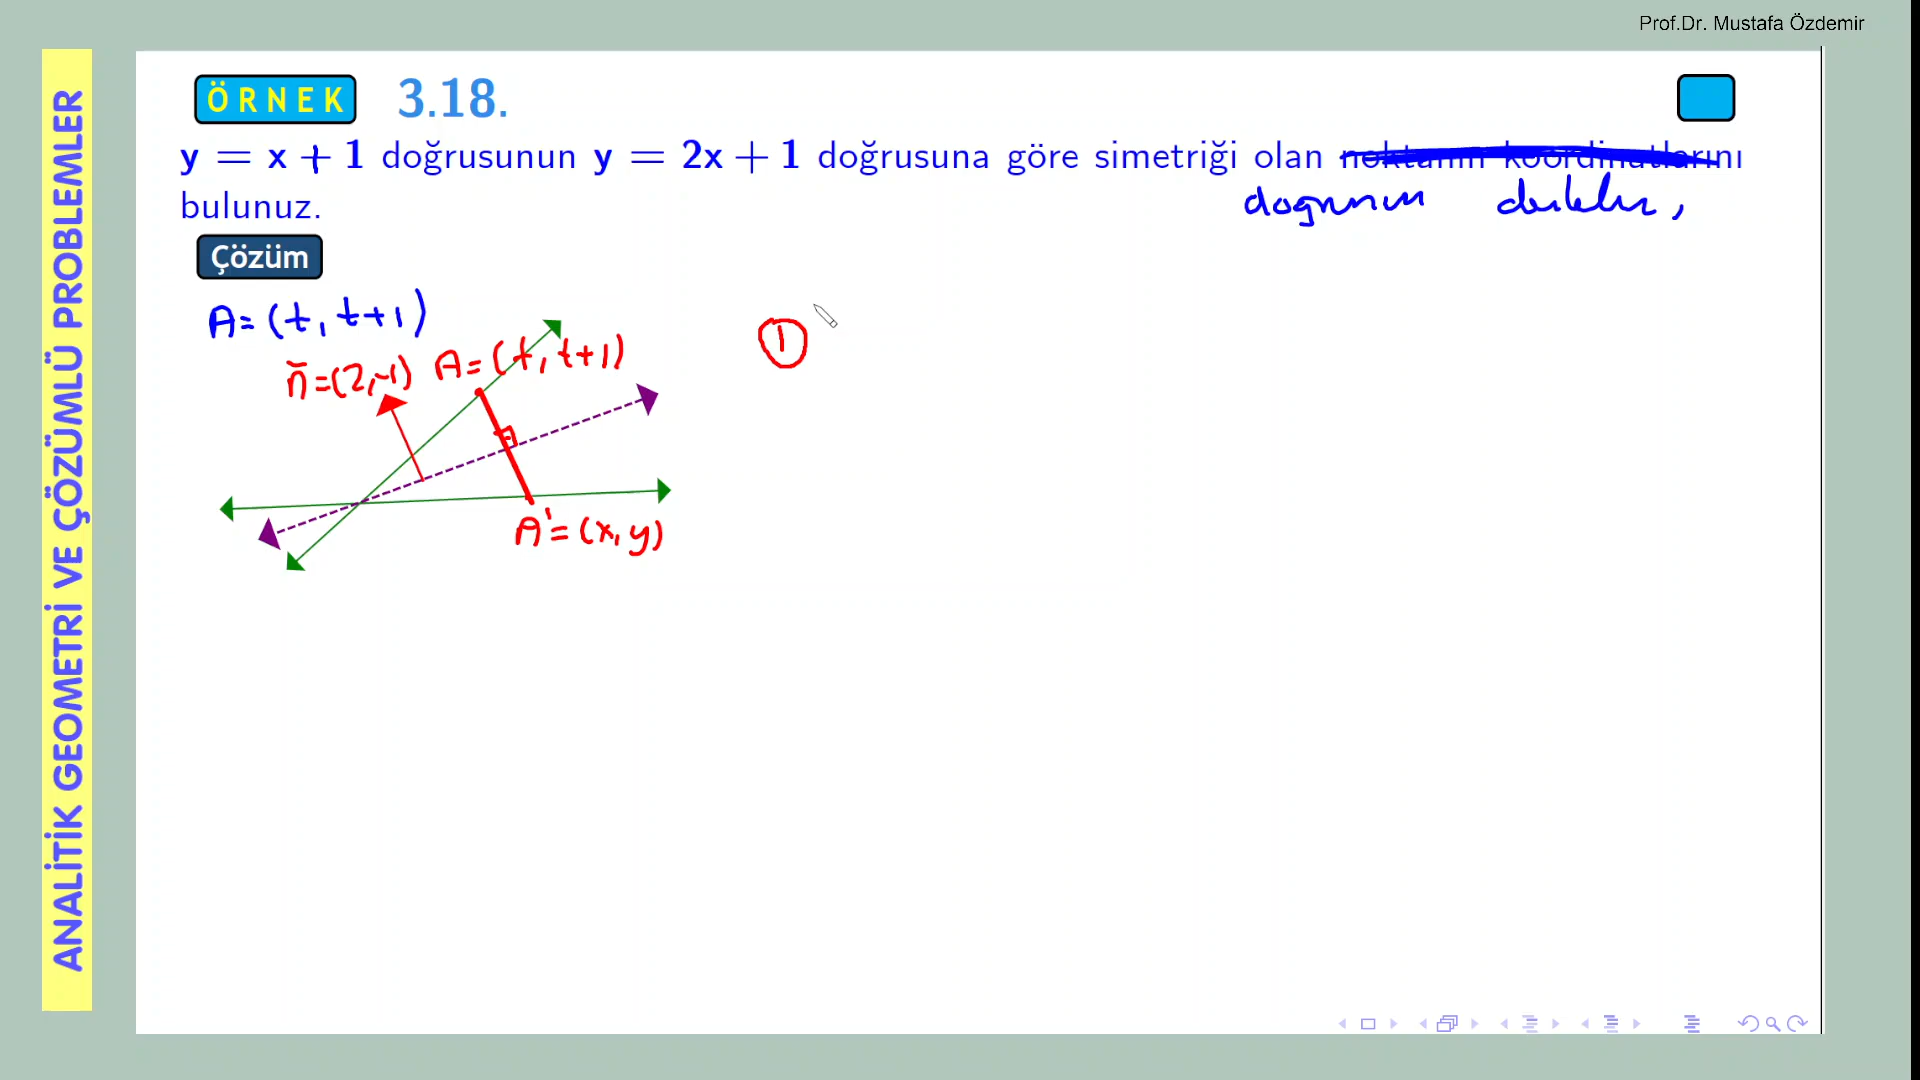 Prof.Dr. Mustafa Özdemir
ANALİTİK GEOMETRİ VE ÇÖZÜMLÜ PROBLEMLER
ÖRNEK 3.18.
y = x + 1 doğrusunun y = 2x + 1 doğrusuna göre simetriği olan noktanın koordinatlarını
bulunuz.
doğrunun
Çözüm
A = (t, t+1)
n = (2,-1) A = (t, t+1)
A' = (x, y)
1